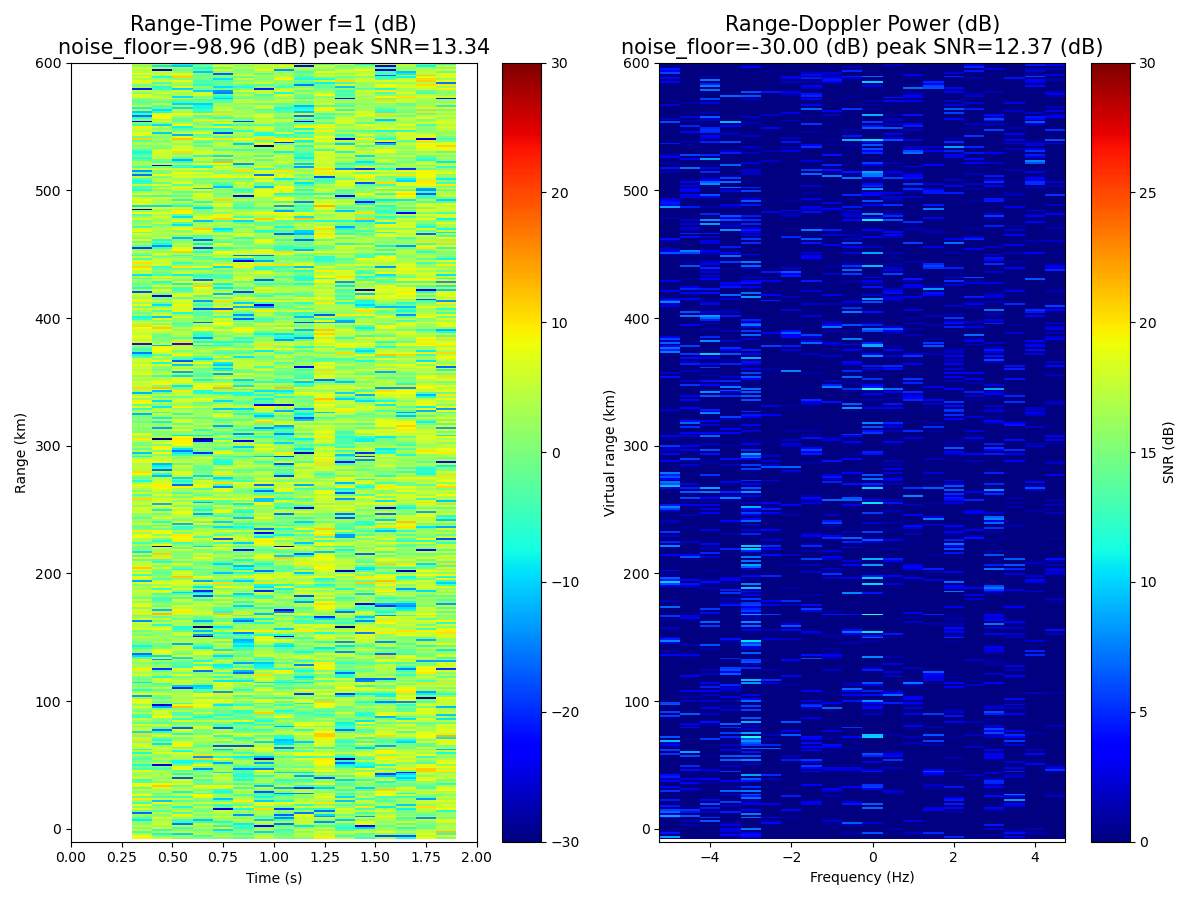 Range-Time Power f=1 (dB)
noise_floor=-98.96 (dB) peak SNR=13.34
600
500
400
300
200
100
0
Range (km)
0.00 0.25 0.50 0.75 1.00 1.25 1.50 1.75 2.00
Time (s)
30
20
10
0
−10
−20
−30
Range-Doppler Power (dB)
noise_floor=-30.00 (dB) peak SNR=12.37 (dB)
600
500
400
300
200
100
0
Virtual range (km)
−4 −2 0 2 4
Frequency (Hz)
30
25
20
15
10
5
0
SNR (dB)